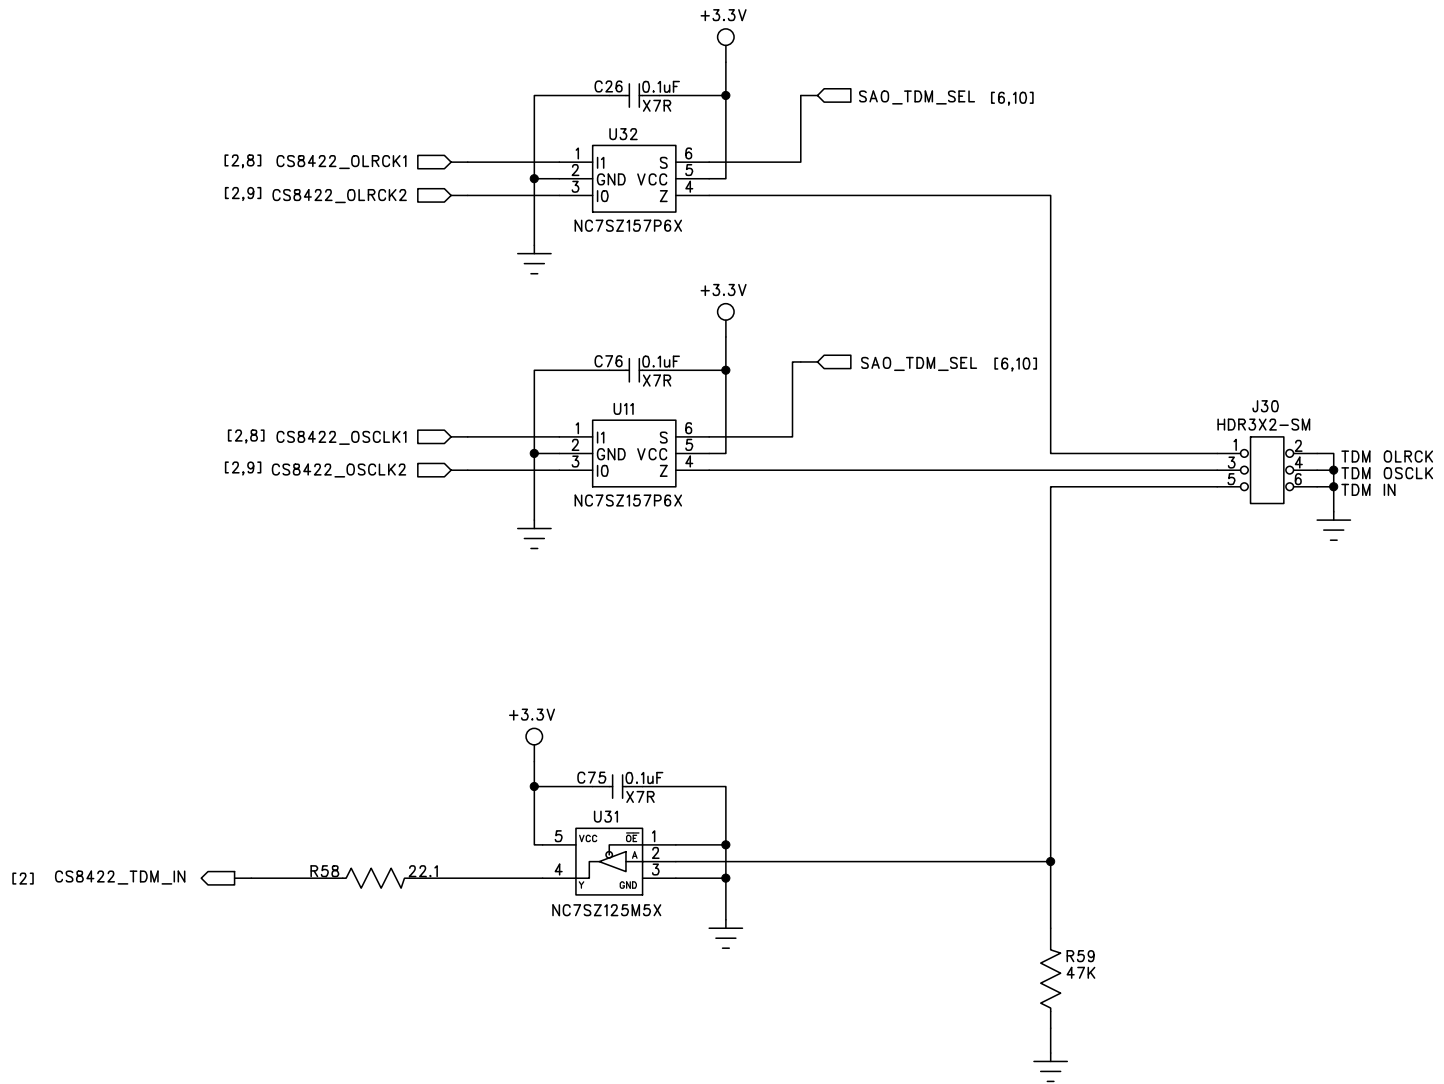 +3.3V
C26 0.1uF
X7R
SAO_TDM_SEL [6,10]
U32
[2,8] CS8422_OLRCK1 1 I1 S 6
2 GND VCC 5
[2,9] CS8422_OLRCK2 3 I0 Z 4
NC7SZ157P6X
+3.3V
C76 0.1uF
X7R
SAO_TDM_SEL [6,10]
U11
[2,8] CS8422_OSCLK1 1 I1 S 6
2 GND VCC 5
[2,9] CS8422_OSCLK2 3 I0 Z 4
NC7SZ157P6X
J30
HDR3X2-SM
1 2 TDM OLRCK
3 4 TDM OSCLK
5 6 TDM IN
+3.3V
C75 0.1uF
X7R
U31
5 VCC OE 1
A 2
[2] CS8422_TDM_IN R58 22.1 4 Y GND 3
NC7SZ125M5X
R59
47K